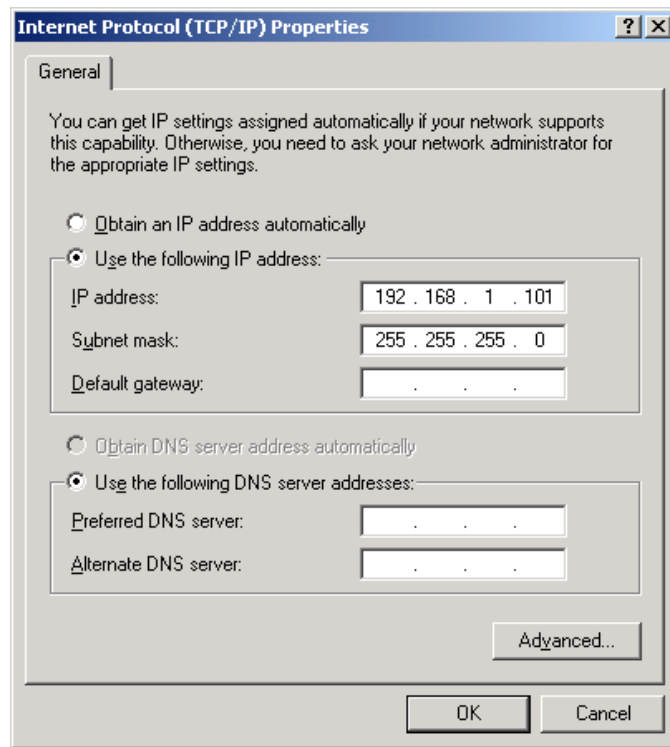 Internet Protocol (TCP/IP) Properties
General
You can get IP settings assigned automatically if your network supports
this capability. Otherwise, you need to ask your network administrator for
the appropriate IP settings.
Obtain an IP address automatically
Use the following IP address:
IP address: 192 . 168 . 1 . 101
Subnet mask: 255 . 255 . 255 . 0
Default gateway: . . .
Obtain DNS server address automatically
Use the following DNS server addresses:
Preferred DNS server: . . .
Alternate DNS server: . . .
Advanced...
OK Cancel